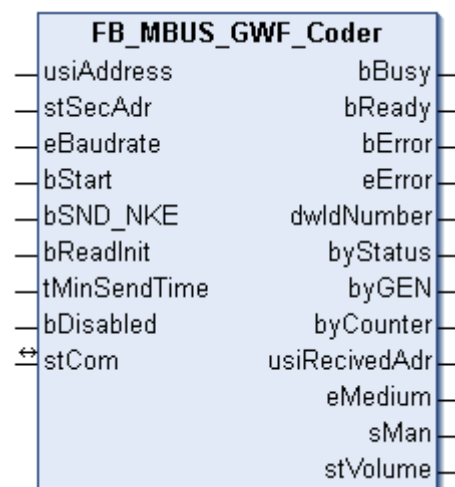 FB_MBUS_GWF_Coder
usiAddress bBusy
stSecAdr bReady
eBaudrate bError
bStart eError
bSND_NKE dwIdNumber
bReadInit byStatus
tMinSendTime byGEN
bDisabled byCounter
stCom usiRecivedAdr
eMedium
sMan
stVolume